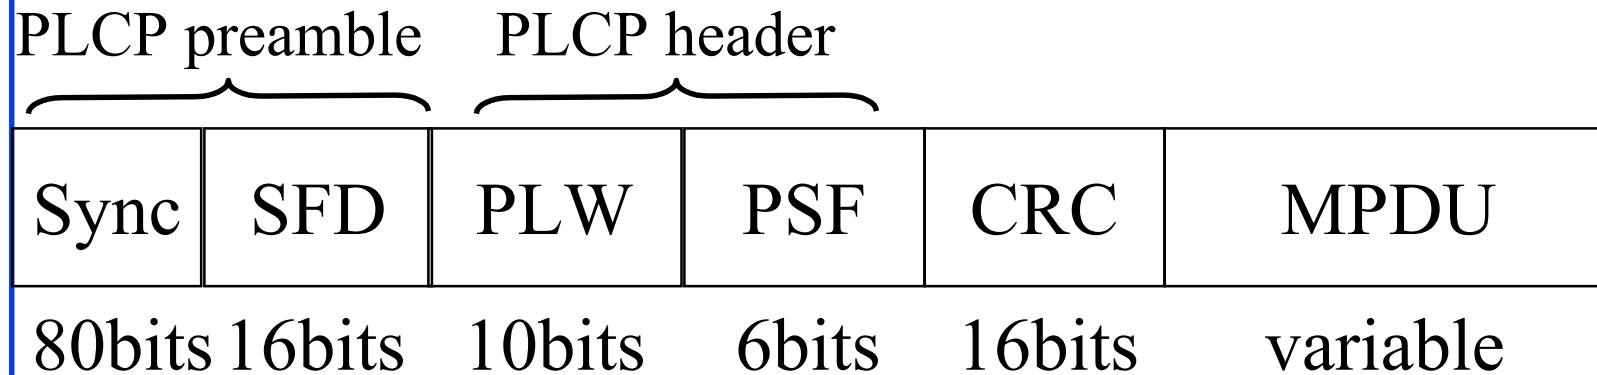 PLCP preamble PLCP header
Sync SFD PLW PSF CRC MPDU
80bits 16bits 10bits 6bits 16bits variable